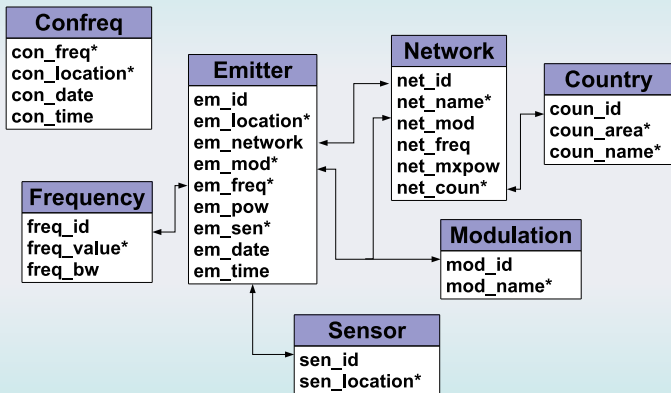 Confreq
con_freq*
con_location*
con_date
con_time
Emitter
em_id
em_location*
em_network
em_mod*
em_freq*
em_pow
em_sen*
em_date
em_time
Network
net_id
net_name*
net_mod
net_freq
net_mxpow
net_coun*
Country
coun_id
coun_area*
coun_name*
Frequency
freq_id
freq_value*
freq_bw
Modulation
mod_id
mod_name*
Sensor
sen_id
sen_location*